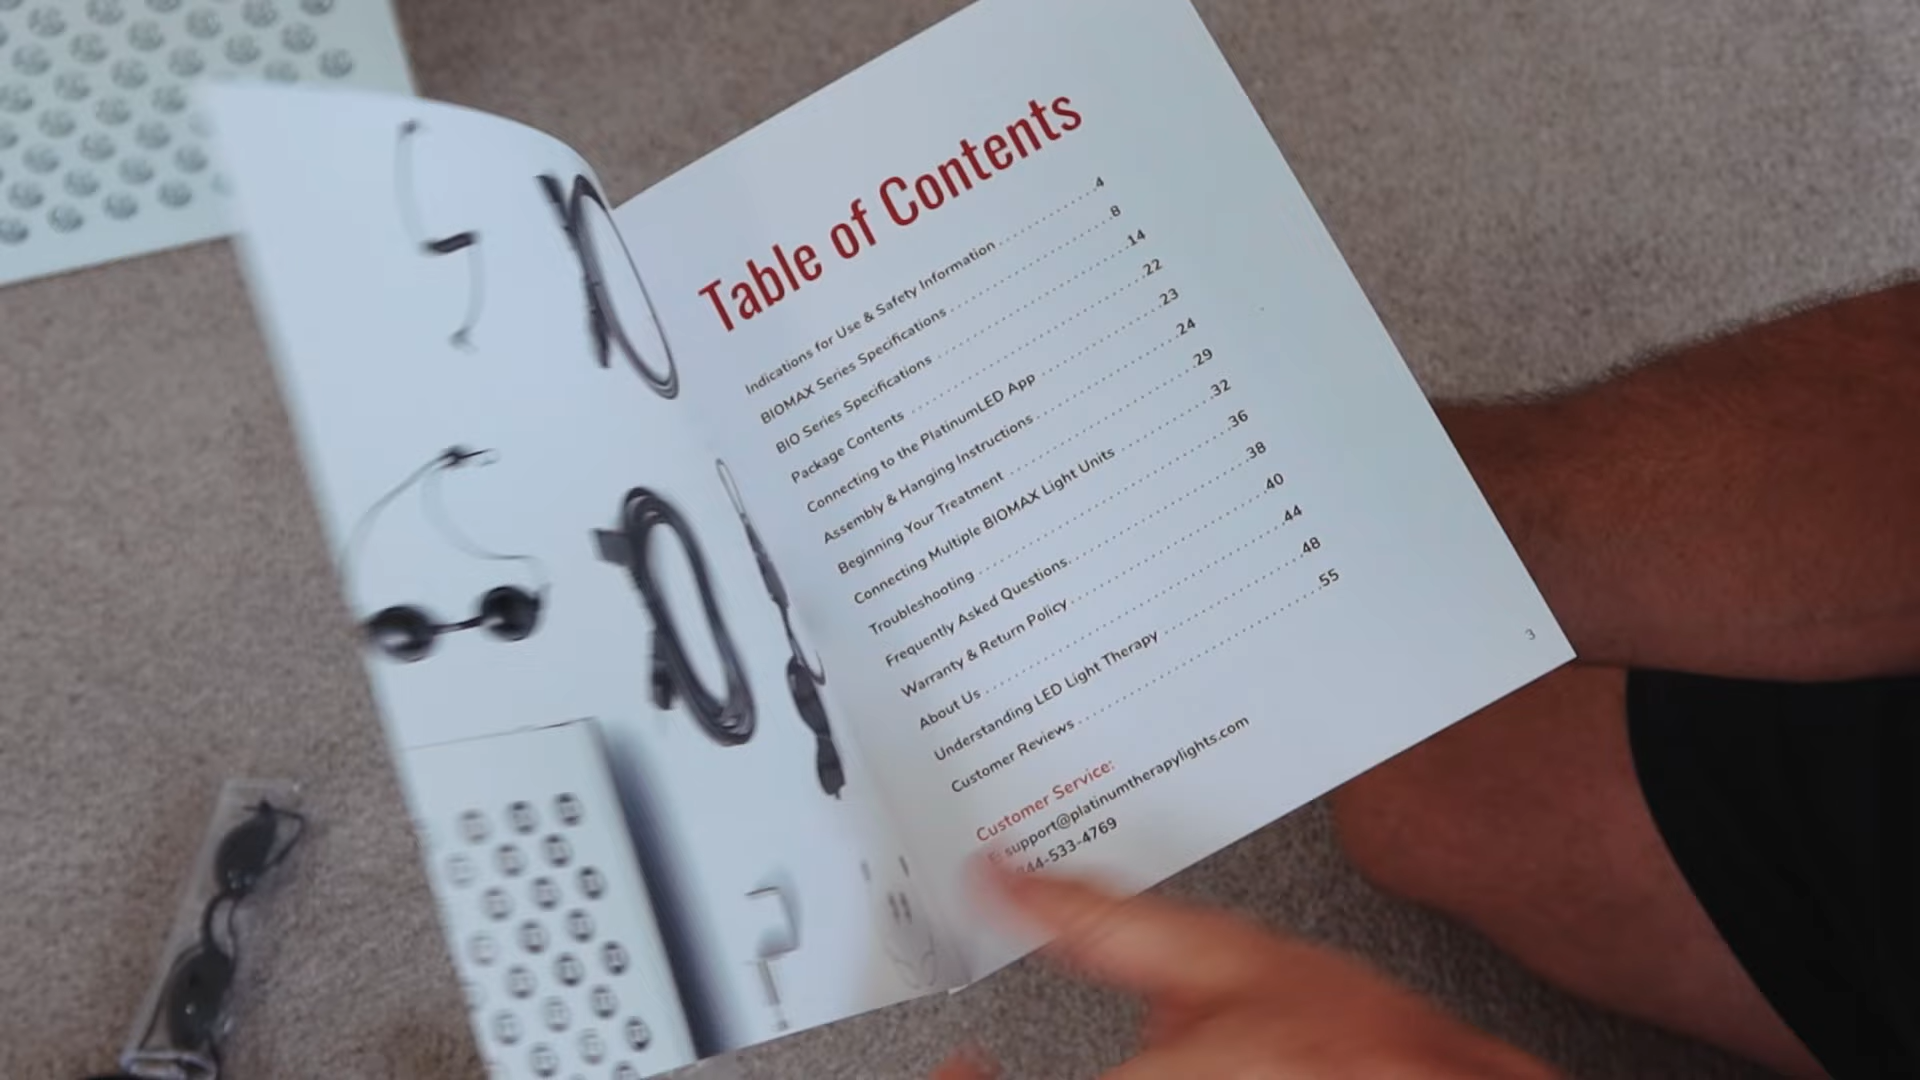 Table of Contents
Indications for Use & Safety Information . . . . . . . . . . . . . 4
BIOMAX Series Specifications . . . . . . . . . . . . . . . . . . . . 8
BIO Series Specifications . . . . . . . . . . . . . . . . . . . . . . . 14
Package Contents . . . . . . . . . . . . . . . . . . . . . . . . . . . . 22
Connecting to the PlatinumLED App . . . . . . . . . . . . . . . 23
Assembly & Hanging Instructions . . . . . . . . . . . . . . . . . 24
Beginning Your Treatment . . . . . . . . . . . . . . . . . . . . . . 29
Connecting Multiple BIOMAX Light Units . . . . . . . . . . . 32
Troubleshooting . . . . . . . . . . . . . . . . . . . . . . . . . . . . . 36
Frequently Asked Questions. . . . . . . . . . . . . . . . . . . . . 38
Warranty & Return Policy . . . . . . . . . . . . . . . . . . . . . . 40
About Us . . . . . . . . . . . . . . . . . . . . . . . . . . . . . . . . . . 44
Understanding LED Light Therapy . . . . . . . . . . . . . . . . 48
Customer Reviews . . . . . . . . . . . . . . . . . . . . . . . . . . . 55
Customer Service:
E: support@platinumtherapylights.com
44-533-4769
3